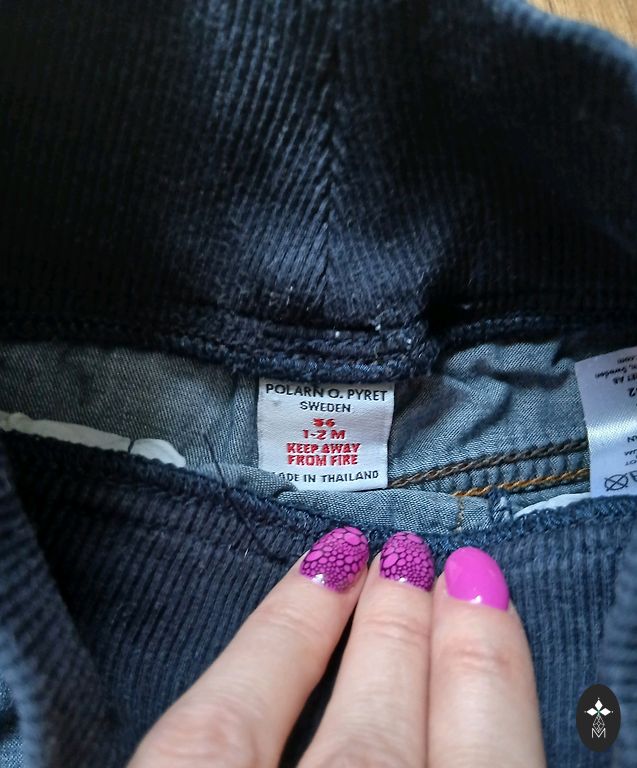 POLARN O. PYRET
SWEDEN
56
1-2 M
KEEP AWAY
FROM FIRE
MADE IN THAILAND
M